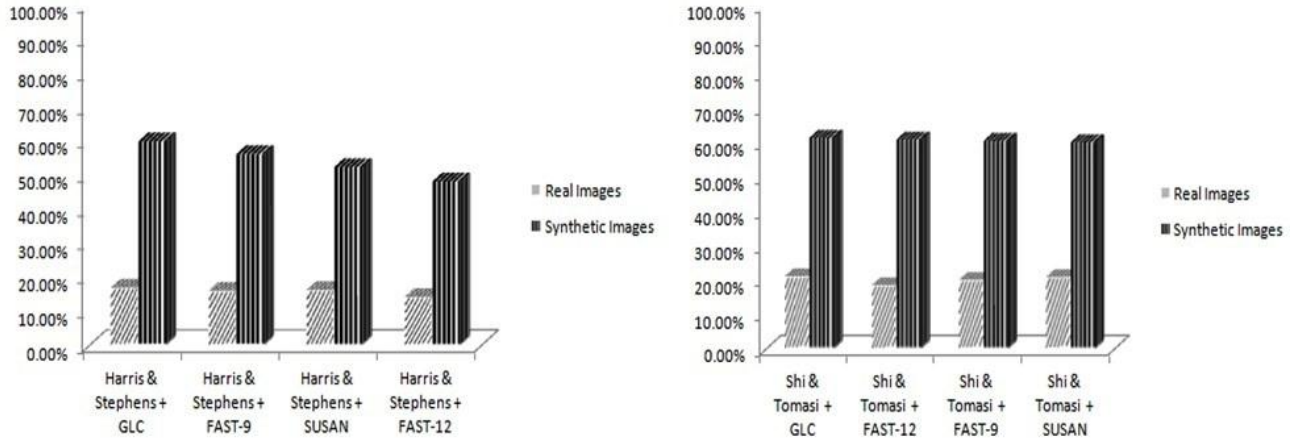 100.00%
90.00%
80.00%
70.00%
60.00%
50.00%
40.00%
30.00%
20.00%
10.00%
0.00%
Harris &
Stephens +
GLC
Harris &
Stephens +
FAST-9
Harris &
Stephens +
SUSAN
Harris &
Stephens +
FAST-12
Real Images
Synthetic Images
100.00%
90.00%
80.00%
70.00%
60.00%
50.00%
40.00%
30.00%
20.00%
10.00%
0.00%
Shi &
Tomasi +
GLC
Shi &
Tomasi +
FAST-12
Shi &
Tomasi +
FAST-9
Shi &
Tomasi +
SUSAN
Real Images
Synthetic Images